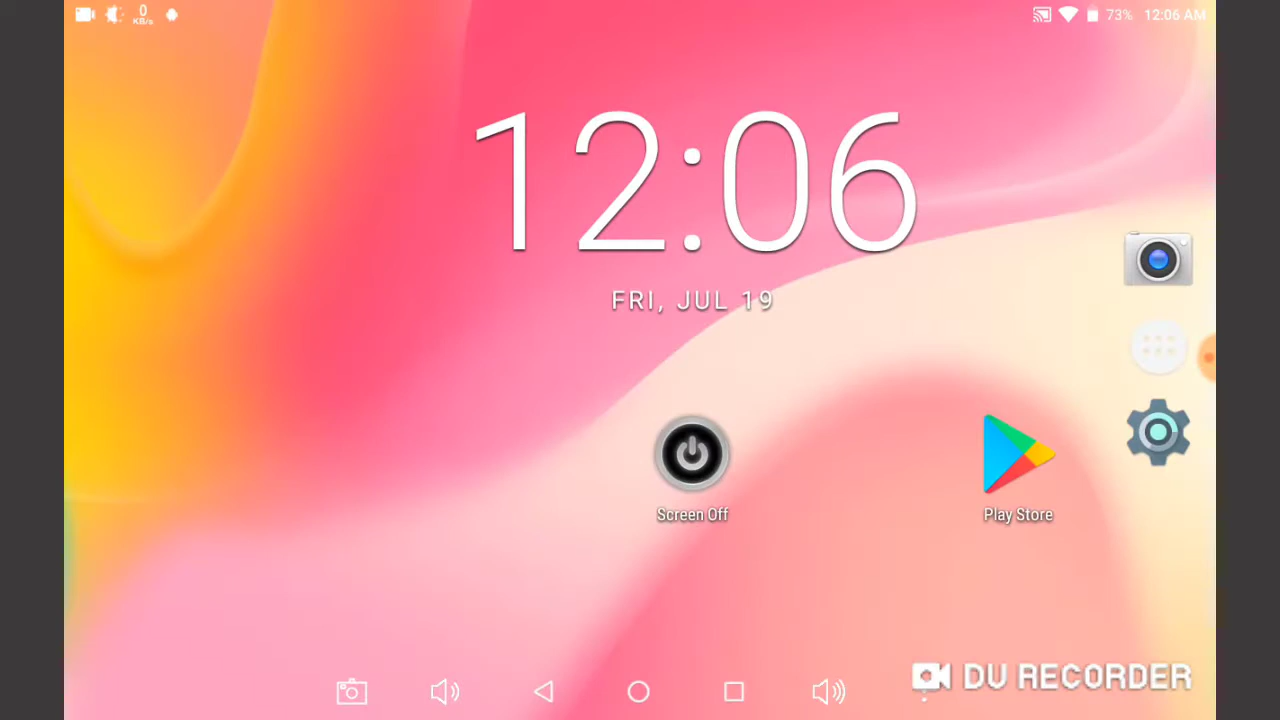 0
KB/s
73% 12:06 AM
12:06
FRI, JUL 19
Screen Off
Play Store
DU RECORDER